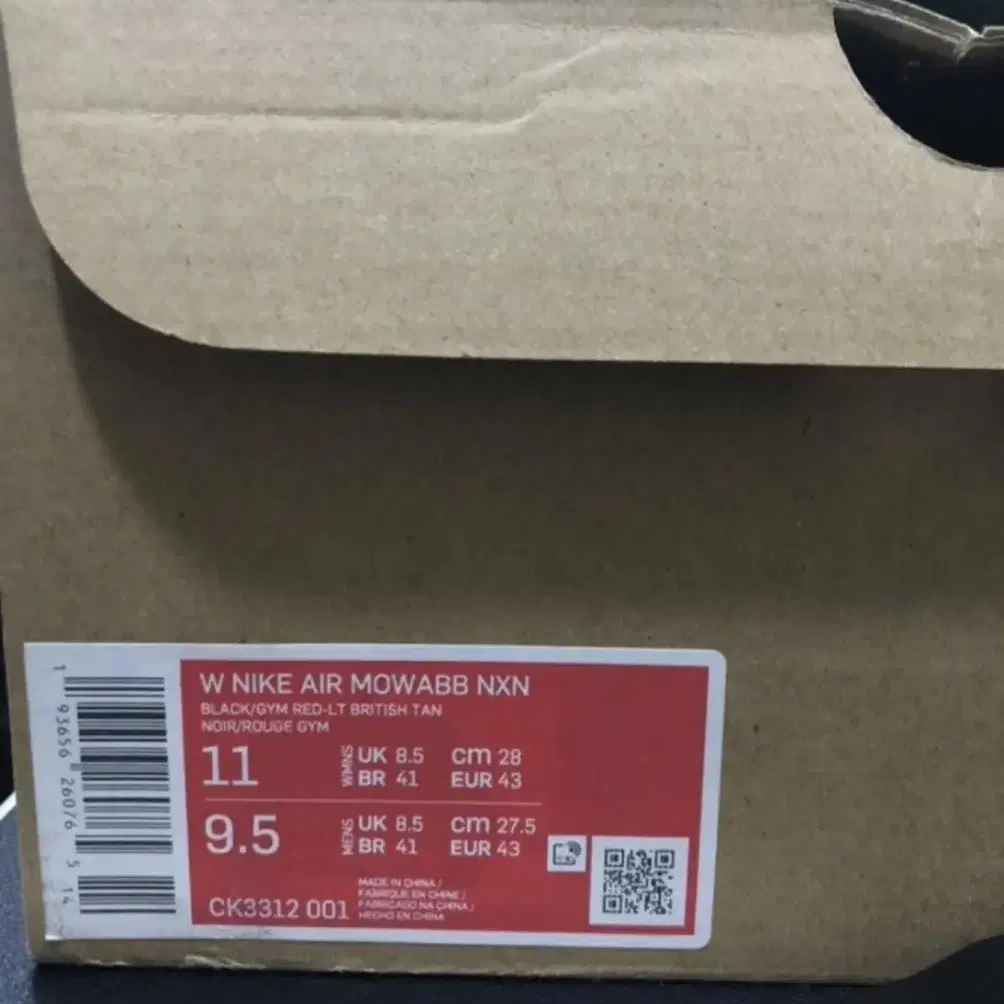 W NIKE AIR MOWABB NXN
BLACK/GYM RED-LT BRITISH TAN
NOIR/ROUGE GYM
11 WMNS UK 8.5 cm 28
BR 41 EUR 43
9.5 MENS UK 8.5 cm 27.5
BR 41 EUR 43
CK3312 001
MADE IN CHINA /
FABRIQUE EN CHINE /
FABRICADO NA CHINA /
HECHO EN CHINA
1 93656 26076 5 14